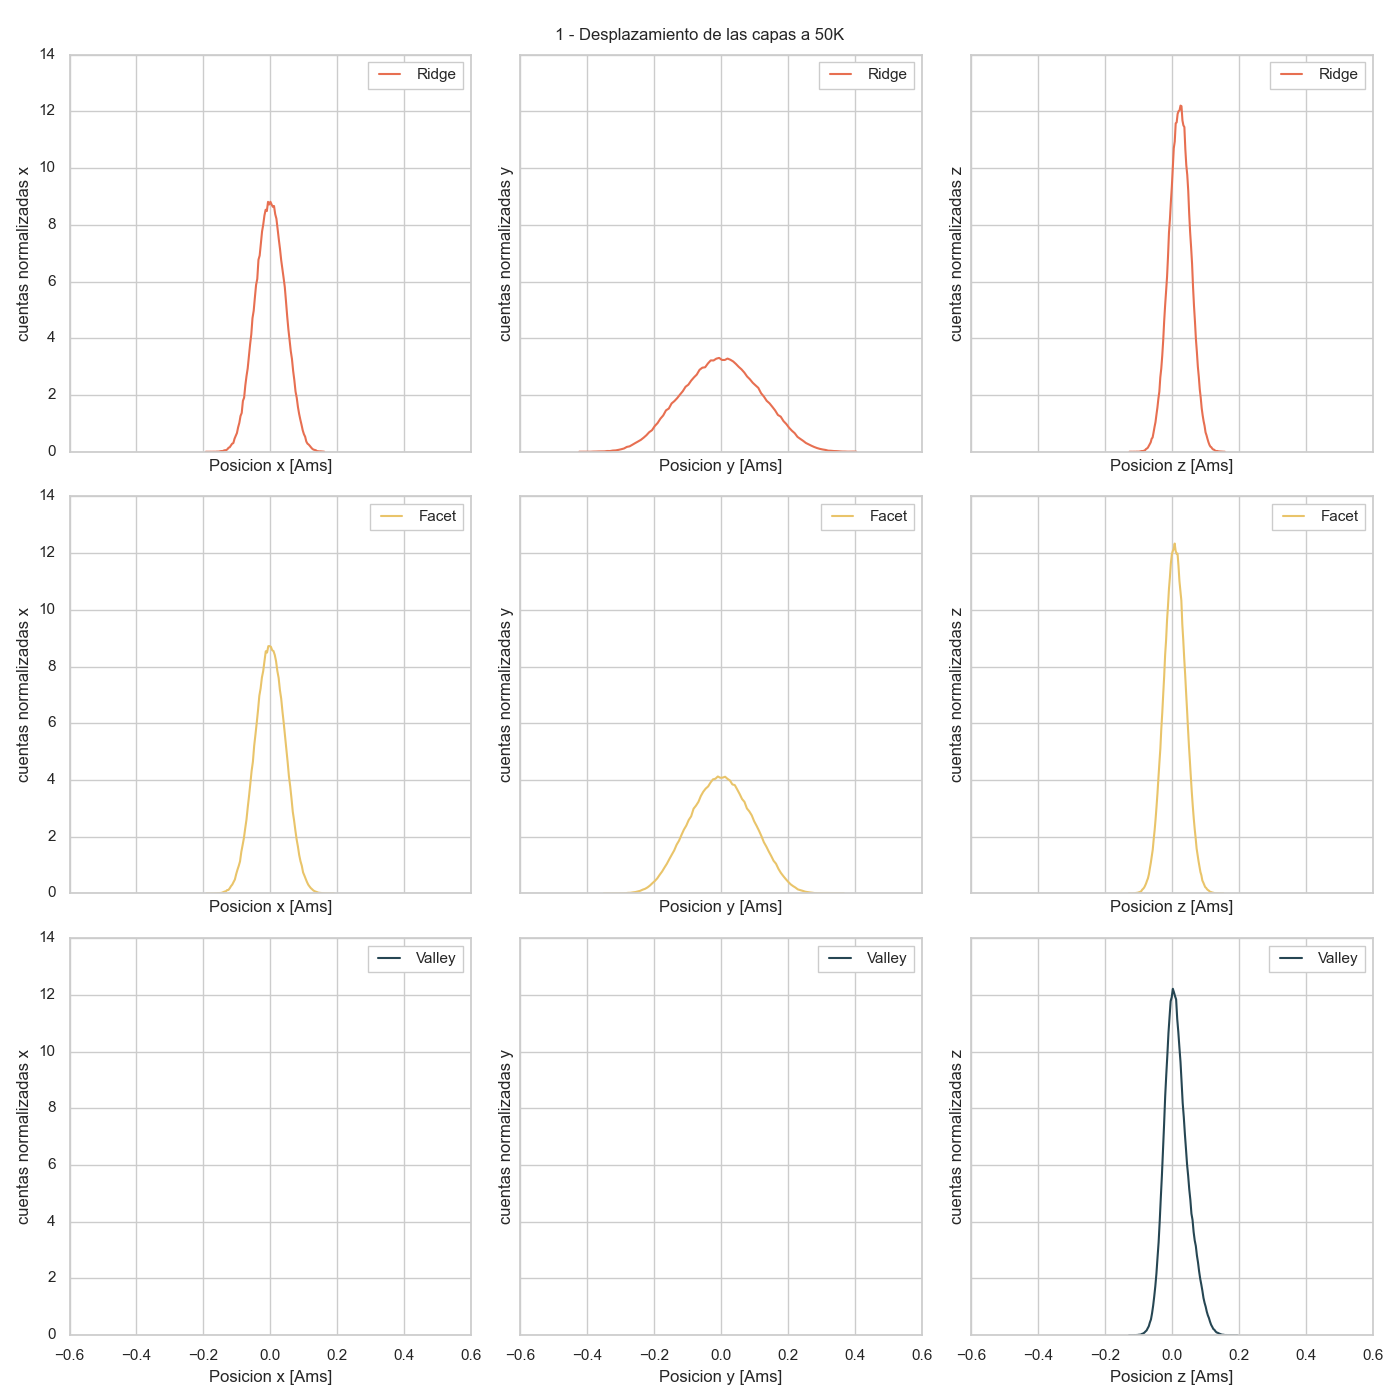 1 - Desplazamiento de las capas a 50K
14
12
10
8
6
4
2
0
cuentas normalizadas x
Ridge
Posicion x [Ams]
cuentas normalizadas y
Ridge
Posicion y [Ams]
cuentas normalizadas z
Ridge
Posicion z [Ams]
14
12
10
8
6
4
2
0
cuentas normalizadas x
Facet
Posicion x [Ams]
cuentas normalizadas y
Facet
Posicion y [Ams]
cuentas normalizadas z
Facet
Posicion z [Ams]
14
12
10
8
6
4
2
0
cuentas normalizadas x
Valley
−0.6 −0.4 −0.2 0.0 0.2 0.4 0.6
Posicion x [Ams]
cuentas normalizadas y
Valley
−0.6 −0.4 −0.2 0.0 0.2 0.4 0.6
Posicion y [Ams]
cuentas normalizadas z
Valley
−0.6 −0.4 −0.2 0.0 0.2 0.4 0.6
Posicion z [Ams]